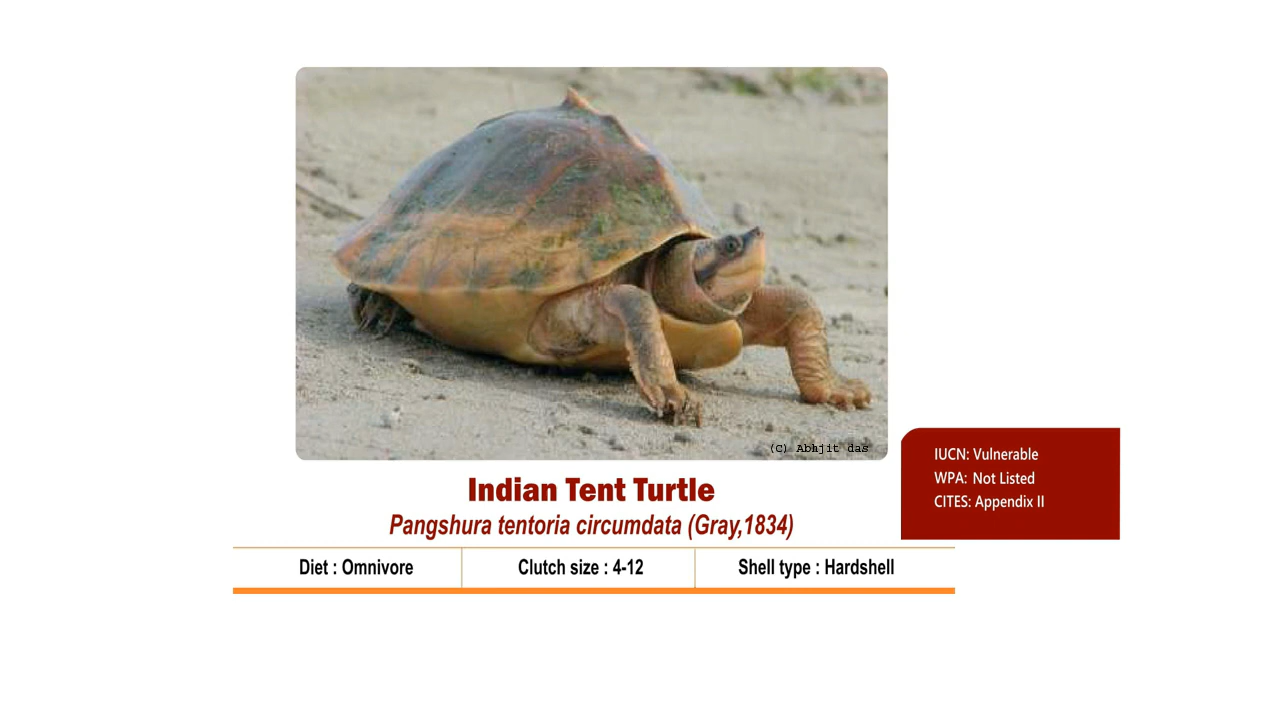 (C) Abhjit das
IUCN: Vulnerable
WPA: Not Listed
CITES: Appendix II
Indian Tent Turtle
Pangshura tentoria circumdata (Gray,1834)
Diet : Omnivore
Clutch size : 4-12
Shell type : Hardshell